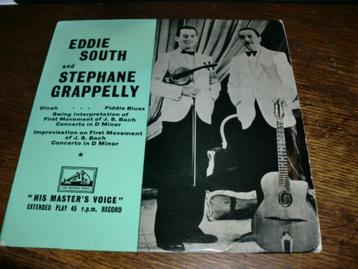 EDDIE SOUTH
and
STEPHANE
GRAPPELLY
Dinah . . . Fiddle Blues
Swing Interpretation of
First Movement of J. S. Bach
Concerto in D Minor
Improvisation on First Movement
of J. S. Bach
Concerto in D Minor
"HIS MASTER'S VOICE"
EXTENDED PLAY 45 r.p.m. RECORD